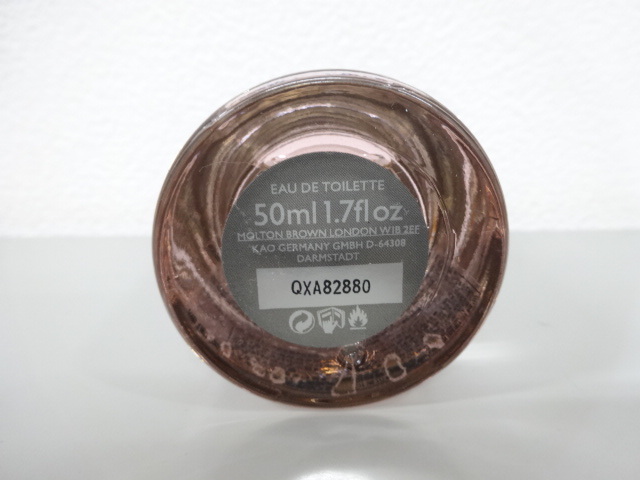 EAU DE TOILETTE
50ml 1.7fl oz
MOLTON BROWN LONDON W1B 2EF
KAO GERMANY GMBH D-64308
DARMSTADT
QXA82880